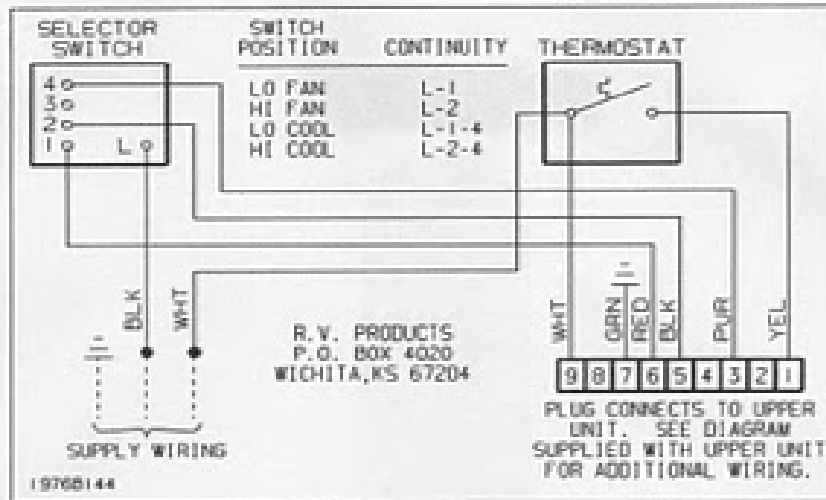 SELECTOR SWITCH
4
3
2
1 L
SWITCH POSITION CONTINUITY
LO FAN L-1
HI FAN L-2
LO COOL L-1-4
HI COOL L-2-4
THERMOSTAT
BLK
WHT
WHT
GRN
RED
BLK
PUR
YEL
R.V. PRODUCTS
P.O. BOX 4020
WICHITA,KS 67204
9 8 7 6 5 4 3 2 1
SUPPLY WIRING
PLUG CONNECTS TO UPPER
UNIT. SEE DIAGRAM
SUPPLIED WITH UPPER UNIT
FOR ADDITIONAL WIRING.
1976B144